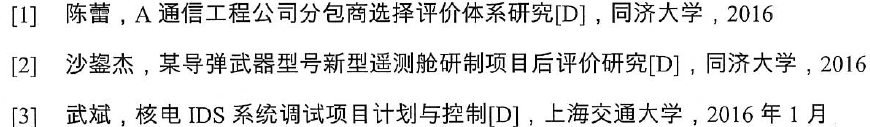 [1] 陈蕾，A 通信工程公司分包商选择评价体系研究[D]，同济大学，2016
[2] 沙鋆杰，某导弹武器型号新型遥测舱研制项目后评价研究[D]，同济大学，2016
[3] 武斌，核电 IDS 系统调试项目计划与控制[D]，上海交通大学，2016 年 1 月